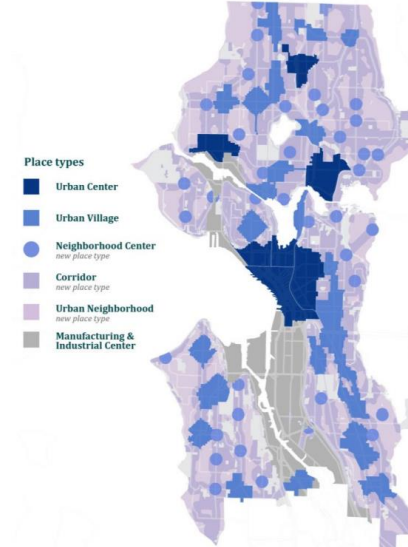 Place types
Urban Center
Urban Village
Neighborhood Center
new place type
Corridor
new place type
Urban Neighborhood
new place type
Manufacturing &
Industrial Center